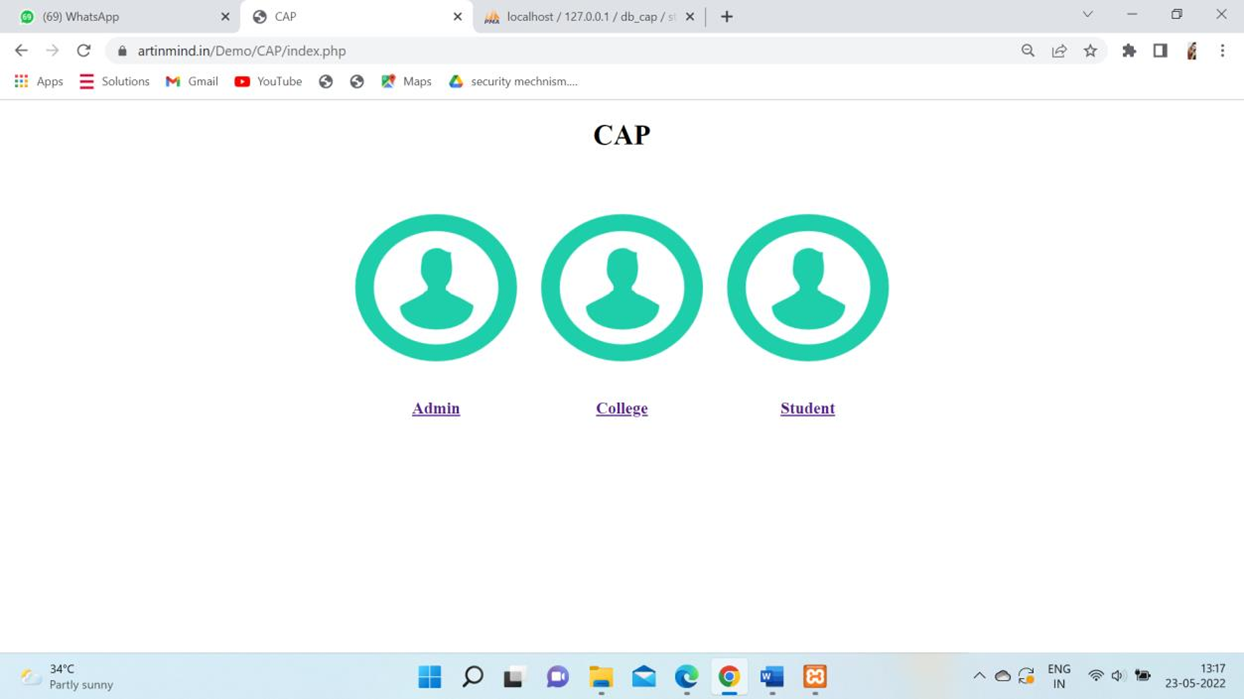 69 (69) WhatsApp
CAP
localhost / 127.0.0.1 / db_cap /
artinmind.in/Demo/CAP/index.php
Apps Solutions Gmail YouTube Maps security mechnism....
CAP
Admin College Student
34°C
Partly sunny
ENG
IN
13:17
23-05-2022